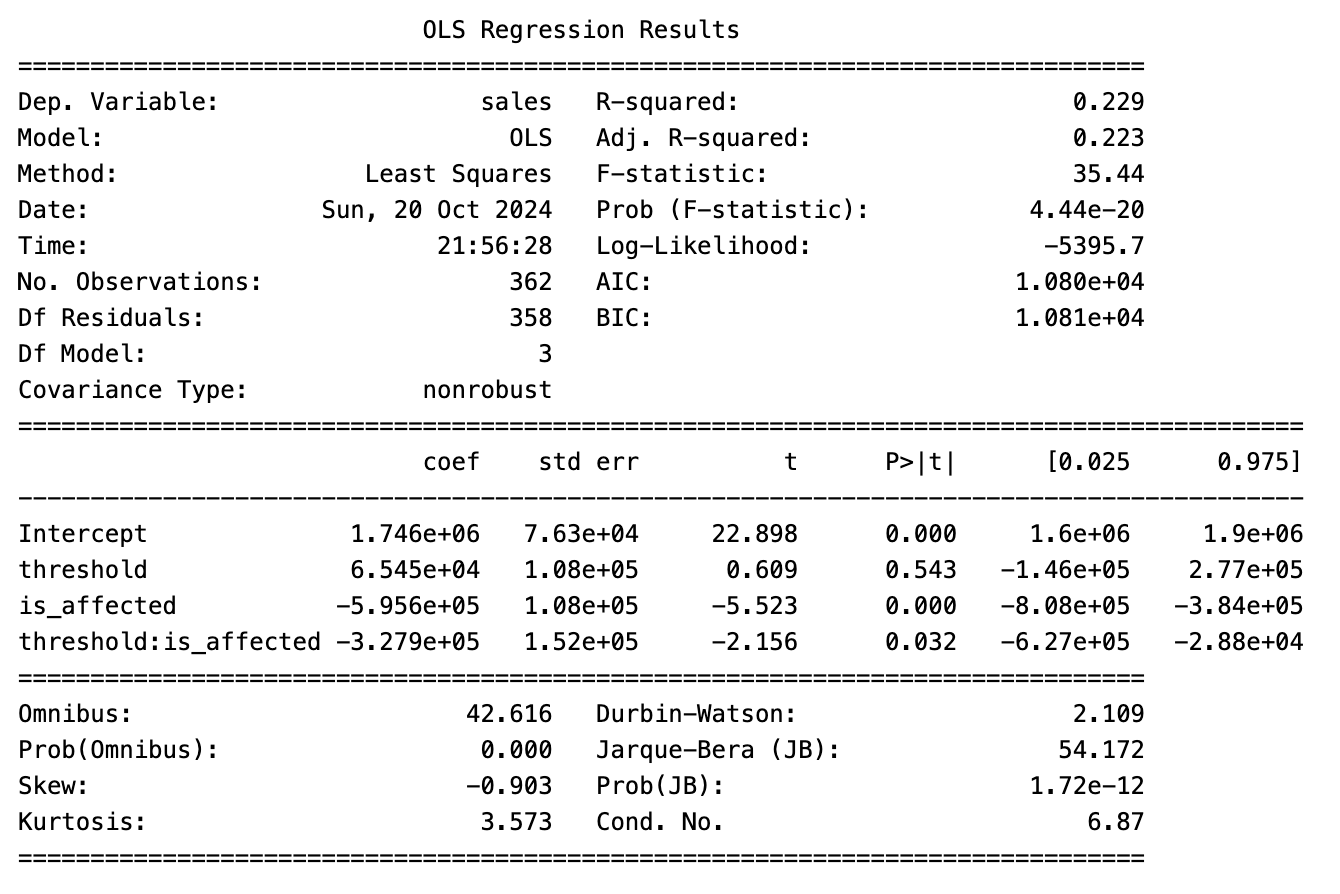 OLS Regression Results
==============================================================================
Dep. Variable: sales R-squared: 0.229
Model: OLS Adj. R-squared: 0.223
Method: Least Squares F-statistic: 35.44
Date: Sun, 20 Oct 2024 Prob (F-statistic): 4.44e-20
Time: 21:56:28 Log-Likelihood: -5395.7
No. Observations: 362 AIC: 1.080e+04
Df Residuals: 358 BIC: 1.081e+04
Df Model: 3
Covariance Type: nonrobust
=========================================================================================
coef std err t P>|t| [0.025 0.975]
-----------------------------------------------------------------------------------------
Intercept 1.746e+06 7.63e+04 22.898 0.000 1.6e+06 1.9e+06
threshold 6.545e+04 1.08e+05 0.609 0.543 -1.46e+05 2.77e+05
is_affected -5.956e+05 1.08e+05 -5.523 0.000 -8.08e+05 -3.84e+05
threshold:is_affected -3.279e+05 1.52e+05 -2.156 0.032 -6.27e+05 -2.88e+04
==============================================================================
Omnibus: 42.616 Durbin-Watson: 2.109
Prob(Omnibus): 0.000 Jarque-Bera (JB): 54.172
Skew: -0.903 Prob(JB): 1.72e-12
Kurtosis: 3.573 Cond. No. 6.87
==============================================================================